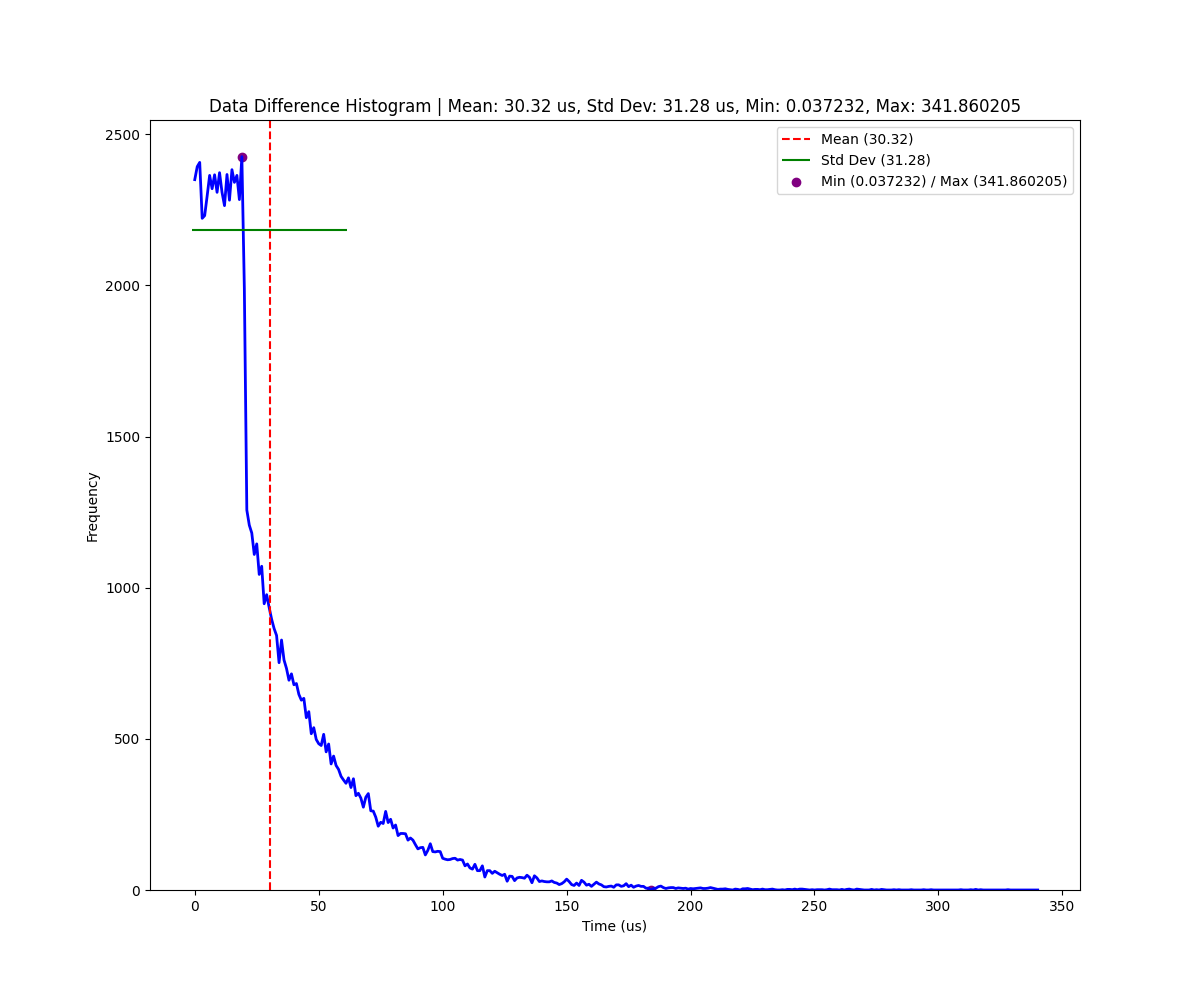 Data Difference Histogram | Mean: 30.32 us, Std Dev: 31.28 us, Min: 0.037232, Max: 341.860205
Mean (30.32)
Std Dev (31.28)
Min (0.037232) / Max (341.860205)
2500
2000
1500
1000
500
0
Frequency
0 50 100 150 200 250 300 350
Time (us)